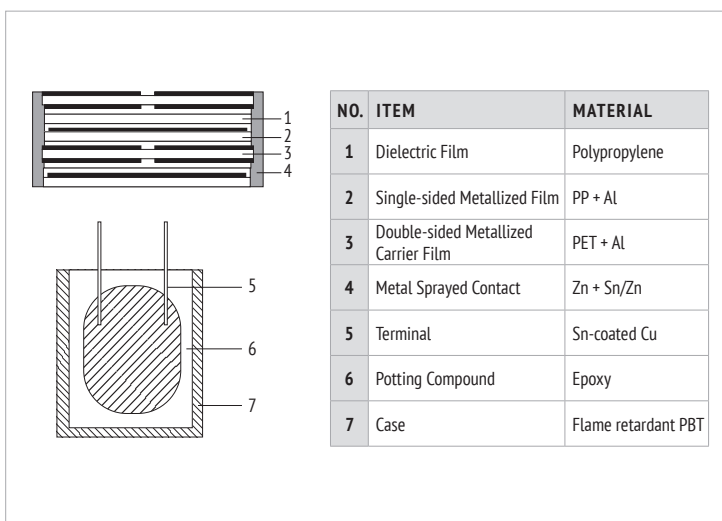 1
2
3
4
5
6
7
NO. ITEM MATERIAL
1 Dielectric Film Polypropylene
2 Single-sided Metallized Film PP + Al
3 Double-sided Metallized Carrier Film PET + Al
4 Metal Sprayed Contact Zn + Sn/Zn
5 Terminal Sn-coated Cu
6 Potting Compound Epoxy
7 Case Flame retardant PBT